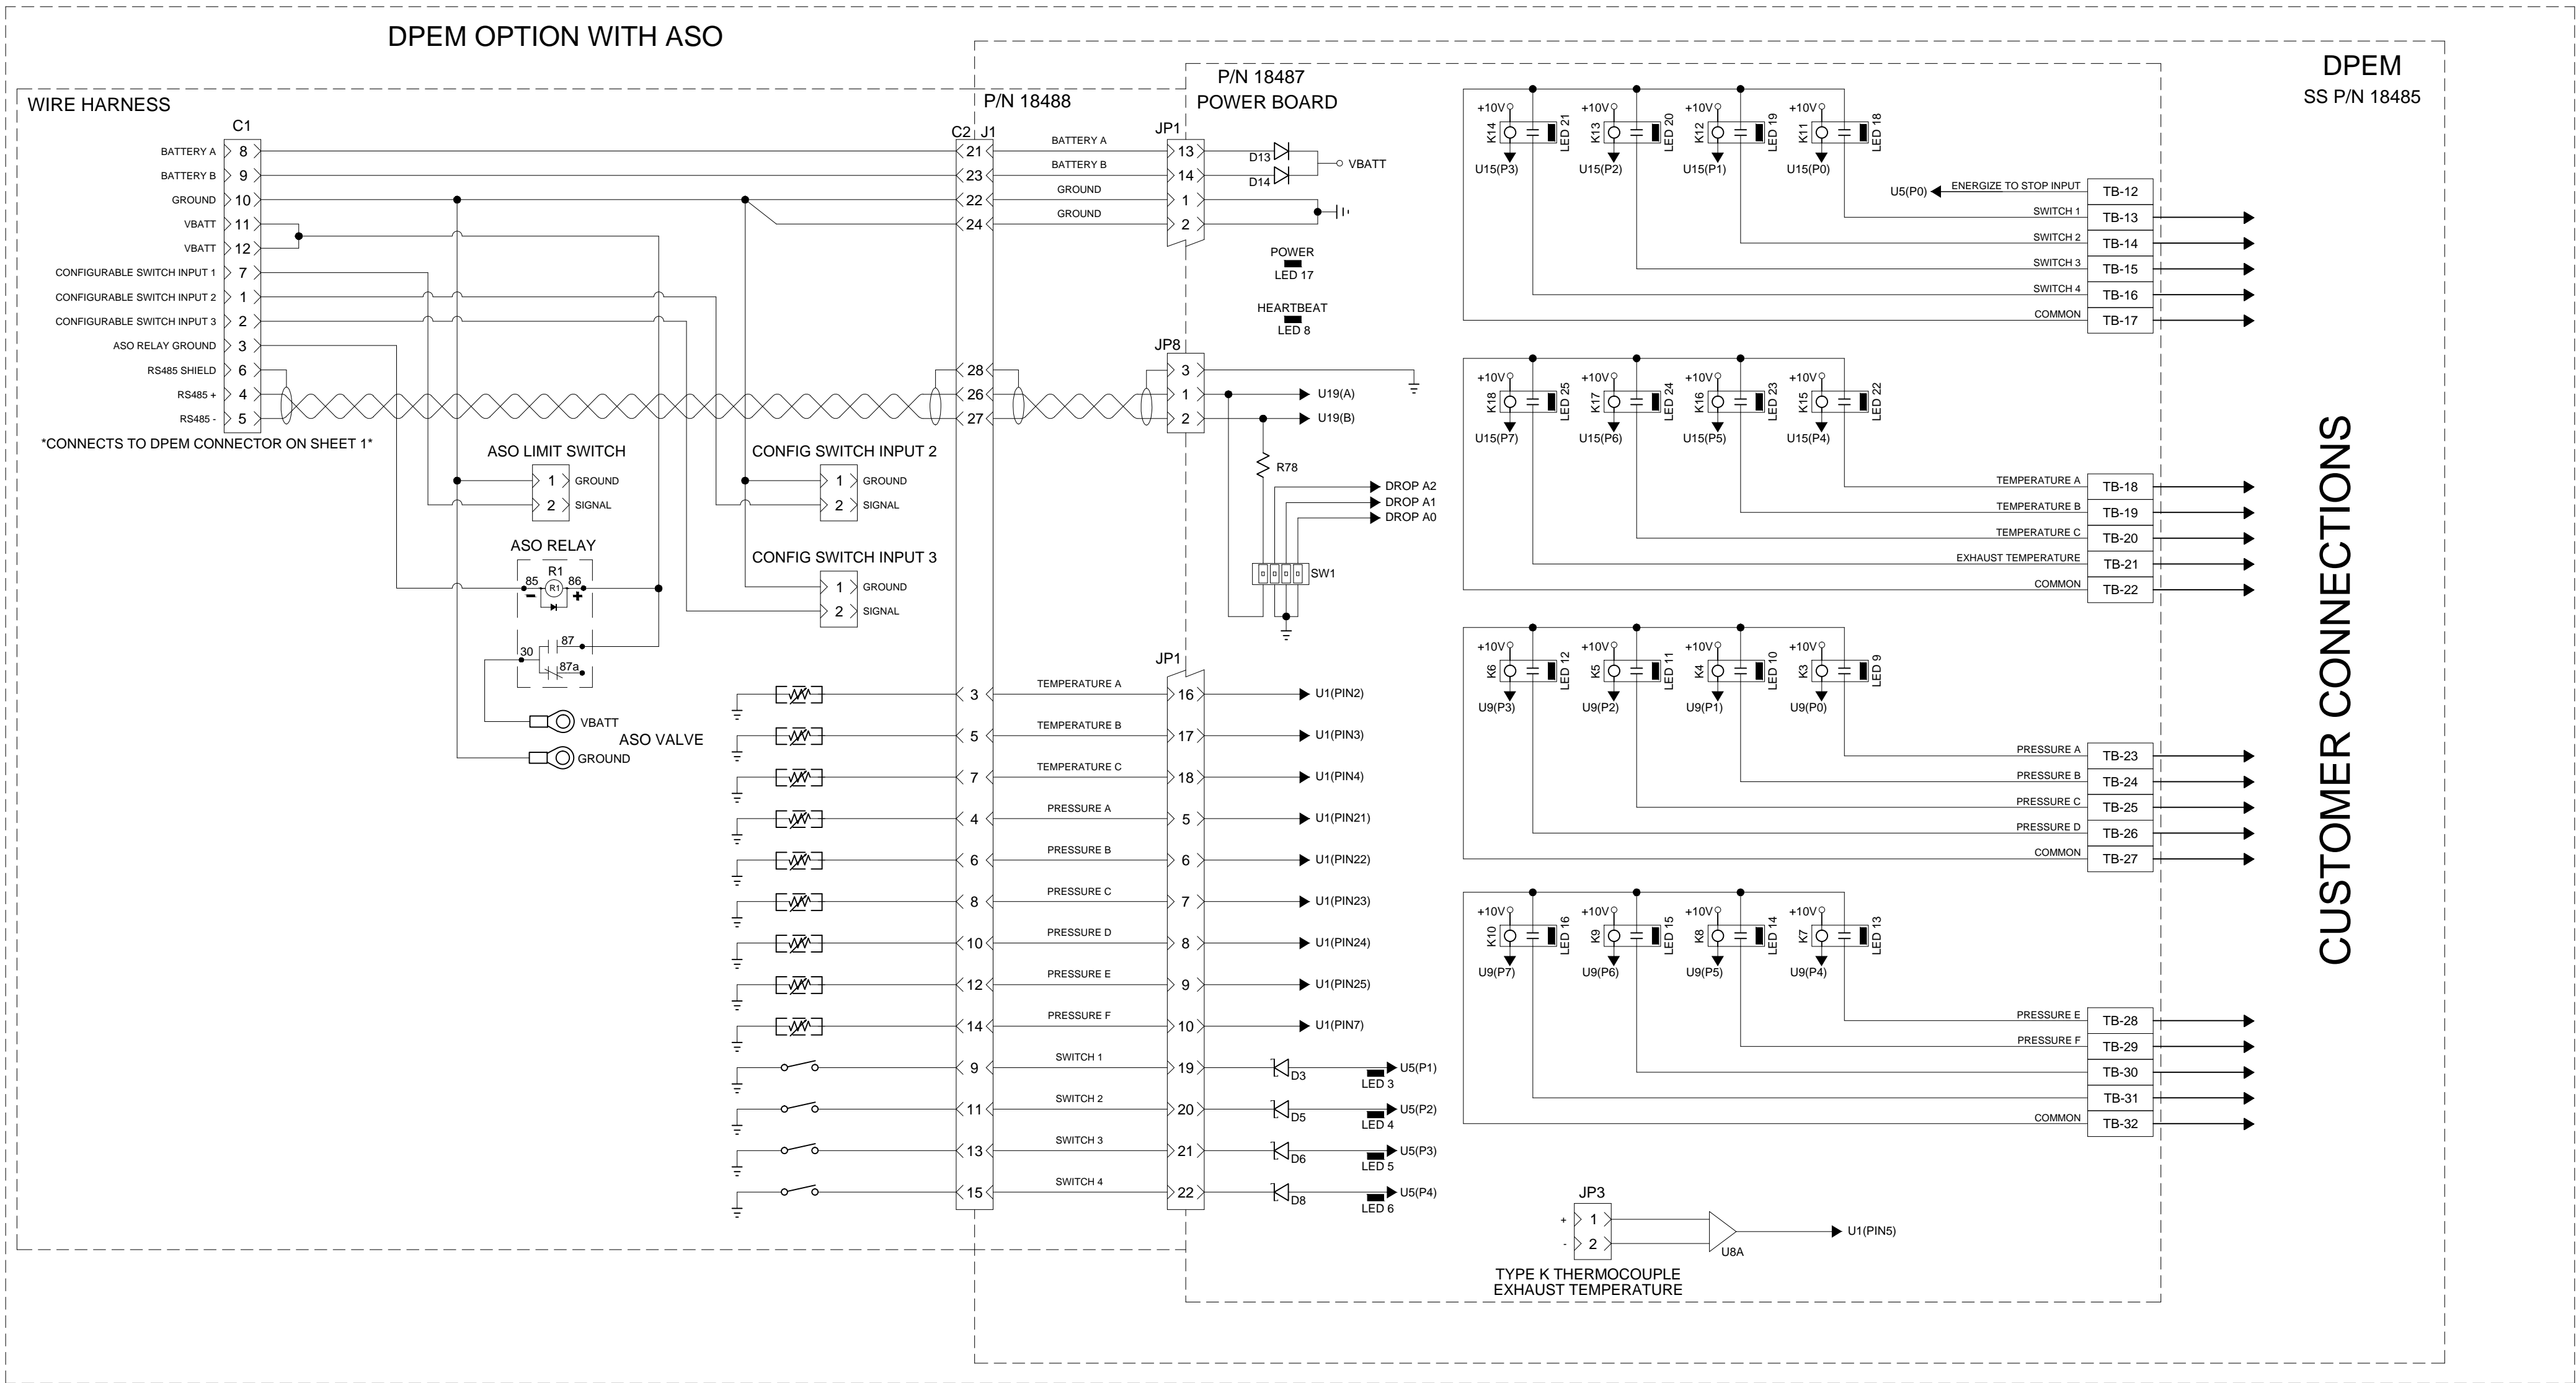 DPEM OPTION WITH ASO
DPEM
SS P/N 18485
P/N 18487
POWER BOARD
P/N 18488
WIRE HARNESS
C1
C2 J1
JP1
BATTERY A 8 21 BATTERY A 13 D13
BATTERY B 9 23 BATTERY B 14 D14
VBATT
GROUND 10 22 GROUND 1
VBATT 11 24 GROUND 2
VBATT 12
CONFIGURABLE SWITCH INPUT 1 7
CONFIGURABLE SWITCH INPUT 2 1
CONFIGURABLE SWITCH INPUT 3 2
ASO RELAY GROUND 3
RS485 SHIELD 6 28 3
RS485 + 4 26 1 U19(A)
RS485 - 5 27 2 U19(B)
*CONNECTS TO DPEM CONNECTOR ON SHEET 1*
POWER
LED 17
HEARTBEAT
LED 8
JP8
R78
DROP A2
DROP A1
DROP A0
SW1
ASO LIMIT SWITCH
1 GROUND
2 SIGNAL
CONFIG SWITCH INPUT 2
1 GROUND
2 SIGNAL
CONFIG SWITCH INPUT 3
1 GROUND
2 SIGNAL
ASO RELAY
R1
85 R1 86
- +
87
30
87a
VBATT
ASO VALVE
GROUND
JP1
3 TEMPERATURE A 16 U1(PIN2)
5 TEMPERATURE B 17 U1(PIN3)
7 TEMPERATURE C 18 U1(PIN4)
4 PRESSURE A 5 U1(PIN21)
6 PRESSURE B 6 U1(PIN22)
8 PRESSURE C 7 U1(PIN23)
10 PRESSURE D 8 U1(PIN24)
12 PRESSURE E 9 U1(PIN25)
14 PRESSURE F 10 U1(PIN7)
9 SWITCH 1 19 D3 LED 3 U5(P1)
11 SWITCH 2 20 D5 LED 4 U5(P2)
13 SWITCH 3 21 D6 LED 5 U5(P3)
15 SWITCH 4 22 D8 LED 6 U5(P4)
+10V +10V +10V +10V
K14 LED 21 K13 LED 20 K12 LED 19 K11 LED 18
U15(P3) U15(P2) U15(P1) U15(P0)
U5(P0) ENERGIZE TO STOP INPUT TB-12
SWITCH 1 TB-13
SWITCH 2 TB-14
SWITCH 3 TB-15
SWITCH 4 TB-16
COMMON TB-17
+10V +10V +10V +10V
K18 LED 25 K17 LED 24 K16 LED 23 K15 LED 22
U15(P7) U15(P6) U15(P5) U15(P4)
TEMPERATURE A TB-18
TEMPERATURE B TB-19
TEMPERATURE C TB-20
EXHAUST TEMPERATURE TB-21
COMMON TB-22
+10V +10V +10V +10V
K6 LED 12 K5 LED 11 K4 LED 10 K3 LED 9
U9(P3) U9(P2) U9(P1) U9(P0)
PRESSURE A TB-23
PRESSURE B TB-24
PRESSURE C TB-25
PRESSURE D TB-26
COMMON TB-27
+10V +10V +10V +10V
K10 LED 16 K9 LED 15 K8 LED 14 K7 LED 13
U9(P7) U9(P6) U9(P5) U9(P4)
PRESSURE E TB-28
PRESSURE F TB-29
TB-30
TB-31
COMMON TB-32
JP3
+ 1
- 2
U8A
U1(PIN5)
TYPE K THERMOCOUPLE
EXHAUST TEMPERATURE
CUSTOMER CONNECTIONS